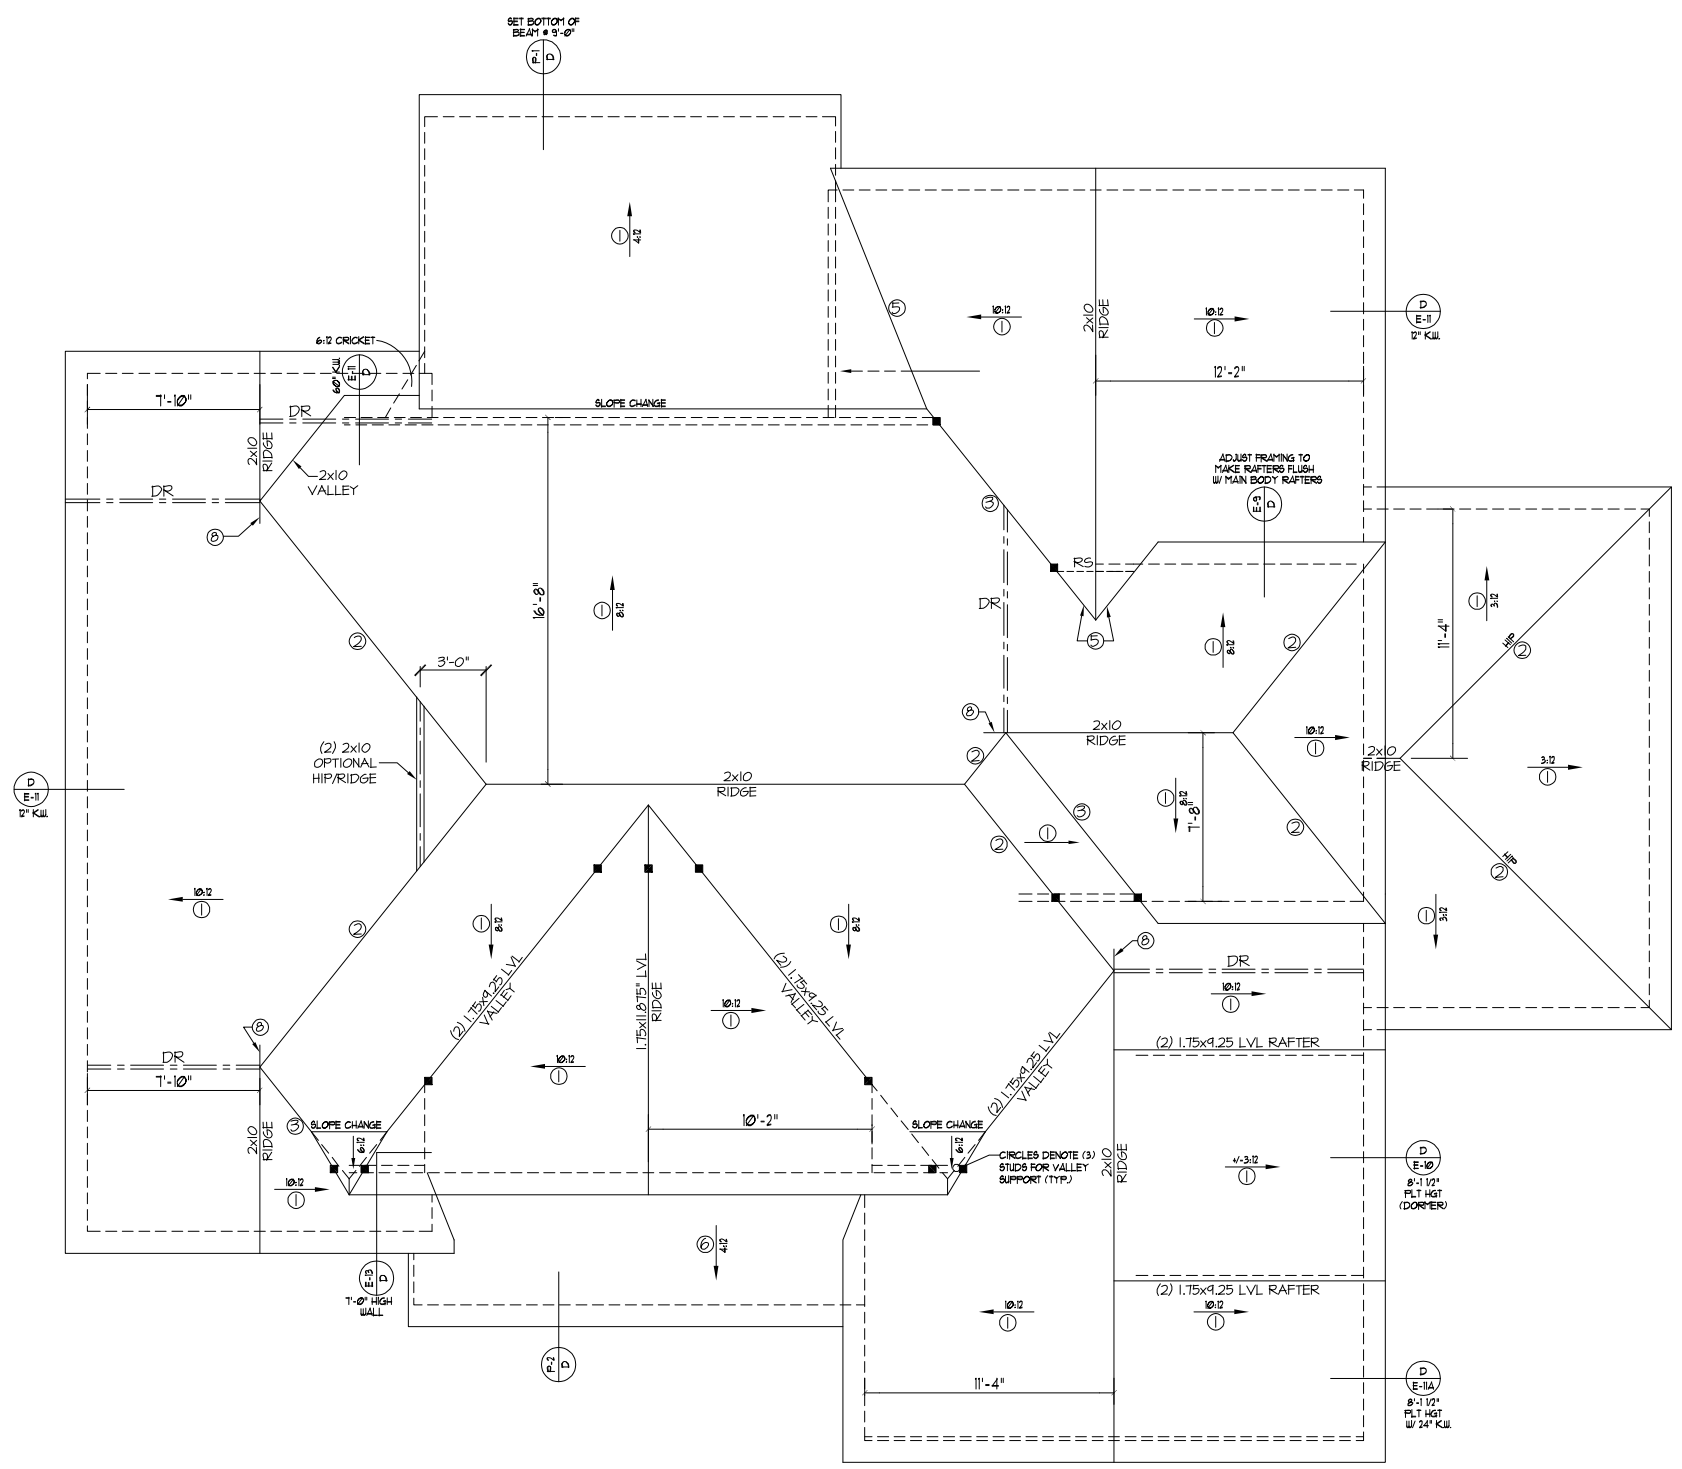 SET BOTTOM OF
BEAM @ 9'-0"
P-1
D
1
4:12
5
10:12
1
2x10
RIDGE
10:12
1
D
E-11
12" K.W.
6:12 CRICKET
60" K.W.
E-11
D
12'-2"
7'-10"
DR
SLOPE CHANGE
2x10
RIDGE
2x10
VALLEY
DR
8
ADJUST FRAMING TO
MAKE RAFTERS FLUSH
W/ MAIN BODY RAFTERS
E-9
D
3
RS
16'-8"
1
8:12
DR
5
1
8:12
2
1
3:12
11'-4"
HIP
2
2
3'-0"
8
2x10
RIDGE
10:12
1
2x10
RIDGE
3:12
1
(2) 2x10
OPTIONAL
HIP/RIDGE
2
2x10
RIDGE
D
E-11
12" K.W.
1
8:12
7'-8"
3
1
2
2
HIP
2
10:12
1
2
1
8:12
1
8:12
1
3:12
8
DR
10:12
1
(2) 1.75x9.25 LVL
VALLEY
1.75x11.875" LVL
RIDGE
(2) 1.75x9.25 LVL
VALLEY
10:12
1
8
DR
7'-10"
10:12
1
(2) 1.75x9.25 LVL RAFTER
(2) 1.75x9.25 LVL
VALLEY
3
SLOPE CHANGE
6:12
10'-2"
SLOPE CHANGE
6:12
2x10
RIDGE
CIRCLES DENOTE (3)
STUDS FOR VALLEY
SUPPORT (TYP.)
2x10
RIDGE
+/-3:12
1
D
E-10
8'-1 1/2"
PLT HGT
(DORMER)
10:12
1
6
4:12
E-13
D
7'-0" HIGH
WALL
(2) 1.75x9.25 LVL RAFTER
10:12
1
10:12
1
P-2
D
11'-4"
D
E-11A
8'-1 1/2"
PLT HGT
W/ 24" K.W.